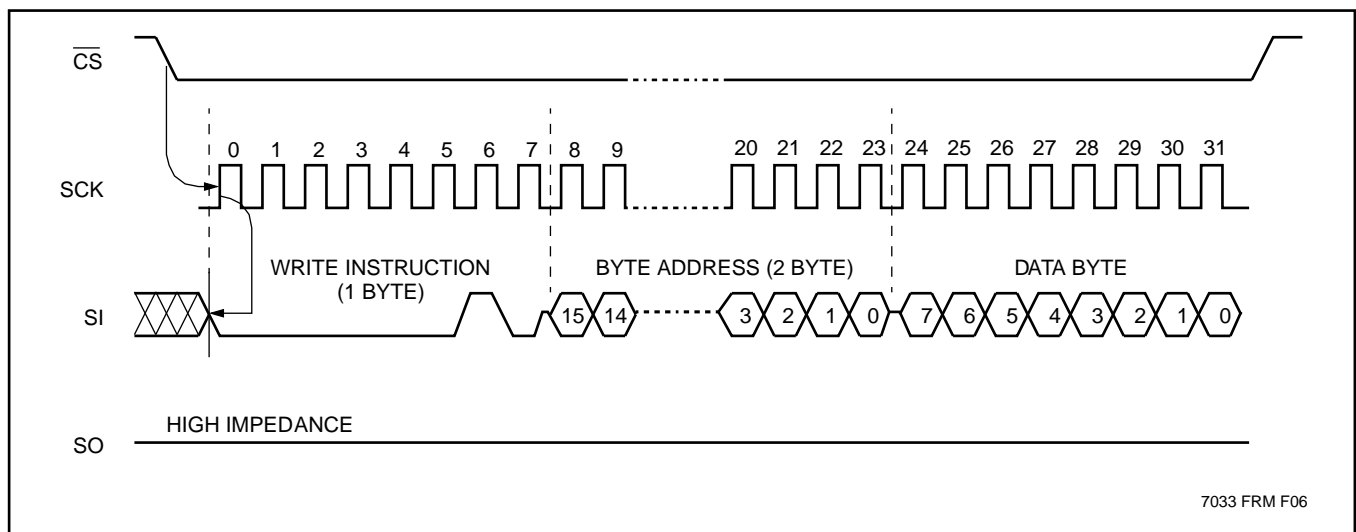 CS
0 1 2 3 4 5 6 7 8 9 20 21 22 23 24 25 26 27 28 29 30 31
SCK
WRITE INSTRUCTION
(1 BYTE)
BYTE ADDRESS (2 BYTE)
DATA BYTE
SI
15 14 3 2 1 0 7 6 5 4 3 2 1 0
HIGH IMPEDANCE
SO
7033 FRM F06